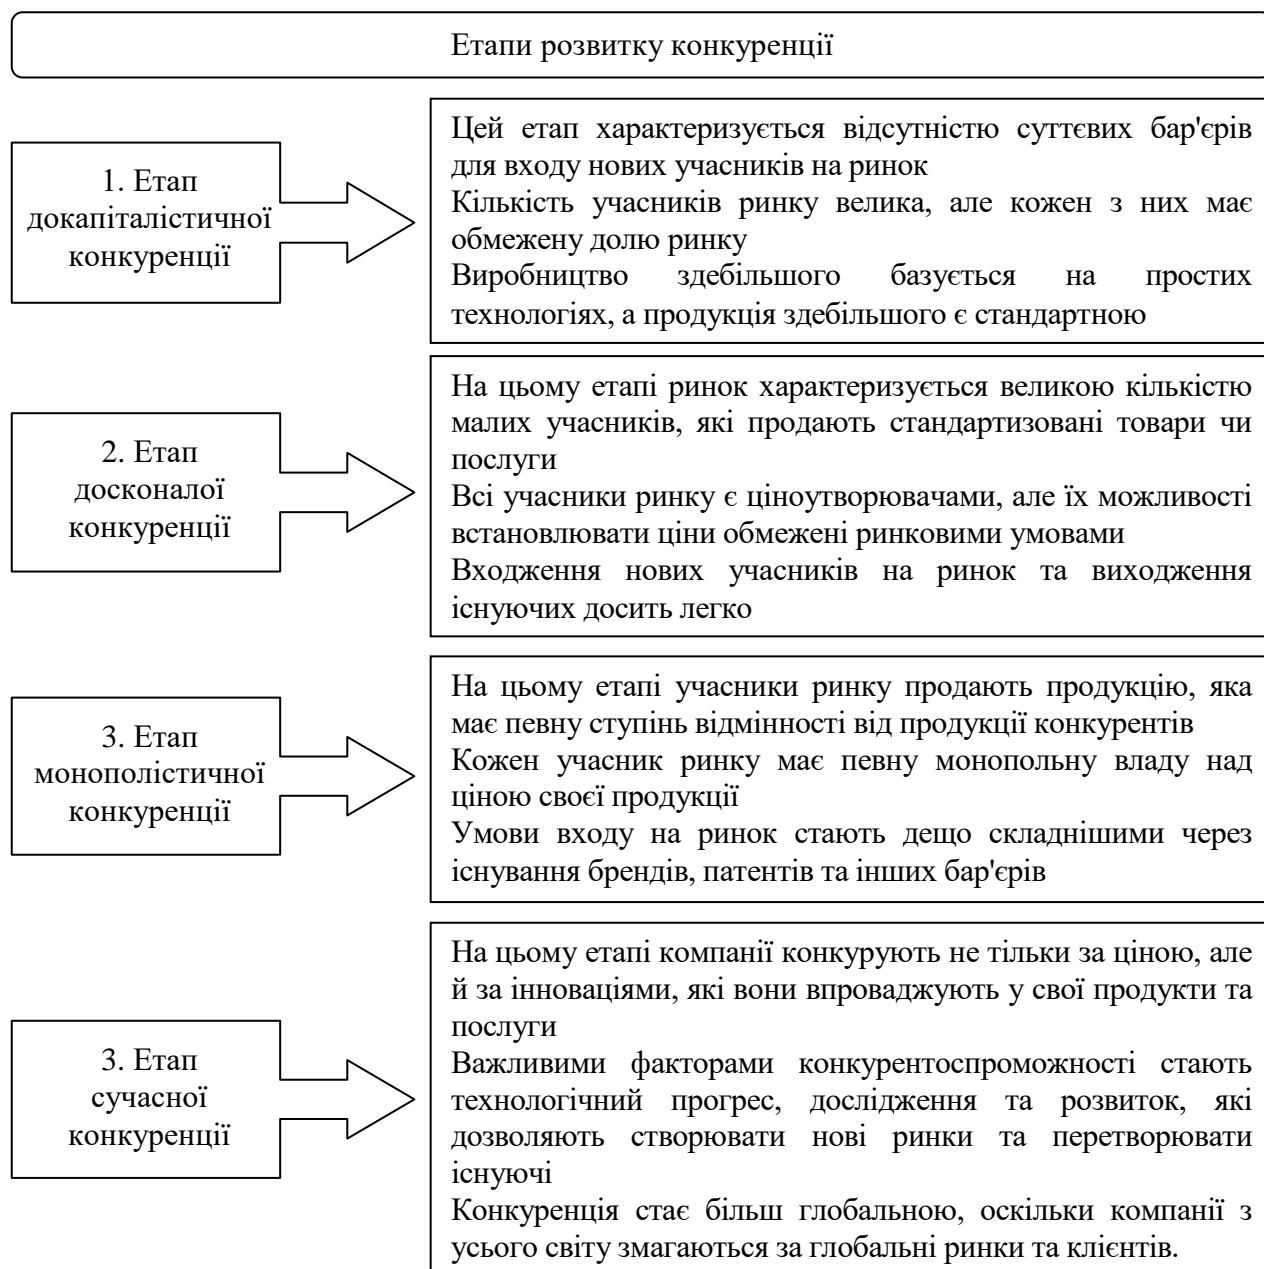 Етапи розвитку конкуренції
1. Етап
докапіталістичної
конкуренції
Цей етап характеризується відсутністю суттєвих бар'єрів
для входу нових учасників на ринок
Кількість учасників ринку велика, але кожен з них має
обмежену долю ринку
Виробництво здебільшого базується на простих
технологіях, а продукція здебільшого є стандартною
2. Етап
досконалої
конкуренції
На цьому етапі ринок характеризується великою кількістю
малих учасників, які продають стандартизовані товари чи
послуги
Всі учасники ринку є ціноутворювачами, але їх можливості
встановлювати ціни обмежені ринковими умовами
Входження нових учасників на ринок та виходження
існуючих досить легко
3. Етап
монополістичної
конкуренції
На цьому етапі учасники ринку продають продукцію, яка
має певну ступінь відмінності від продукції конкурентів
Кожен учасник ринку має певну монопольну владу над
ціною своєї продукції
Умови входу на ринок стають дещо складнішими через
існування брендів, патентів та інших бар'єрів
3. Етап
сучасної
конкуренції
На цьому етапі компанії конкурують не тільки за ціною, але
й за інноваціями, які вони впроваджують у свої продукти та
послуги
Важливими факторами конкурентоспроможності стають
технологічний прогрес, дослідження та розвиток, які
дозволяють створювати нові ринки та перетворювати
існуючі
Конкуренція стає більш глобальною, оскільки компанії з
усього світу змагаються за глобальні ринки та клієнтів.